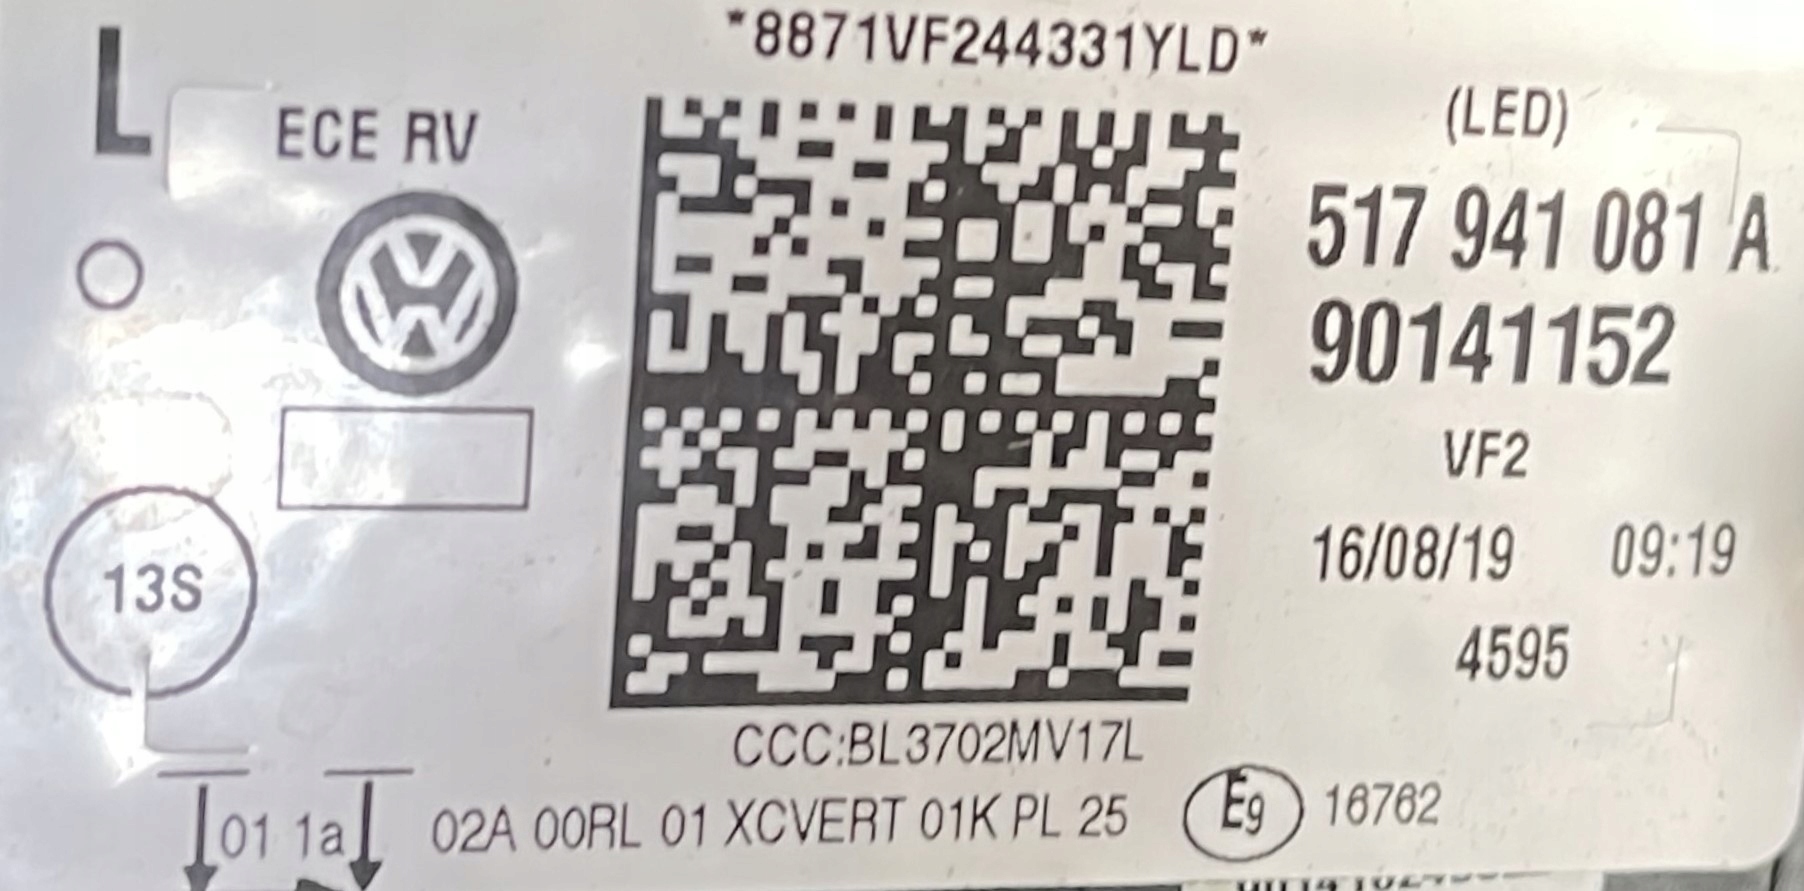 *8871VF244331YLD*
L
ECE RV
(LED)
517 941 081 A
90141152
VF2
16/08/19 09:19
4595
13S
CCC:BL3702MV17L
01 1a 02A 00RL 01 XCVERT 01K PL 25 E9 16762